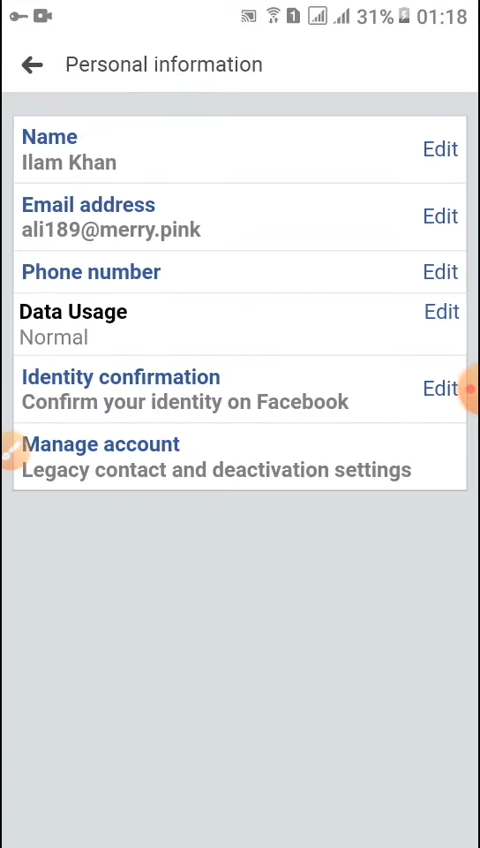 31% 01:18
Personal information
Name
Ilam Khan
Edit
Email address
ali189@merry.pink
Edit
Phone number
Edit
Data Usage
Normal
Edit
Identity confirmation
Confirm your identity on Facebook
Edit
Manage account
Legacy contact and deactivation settings